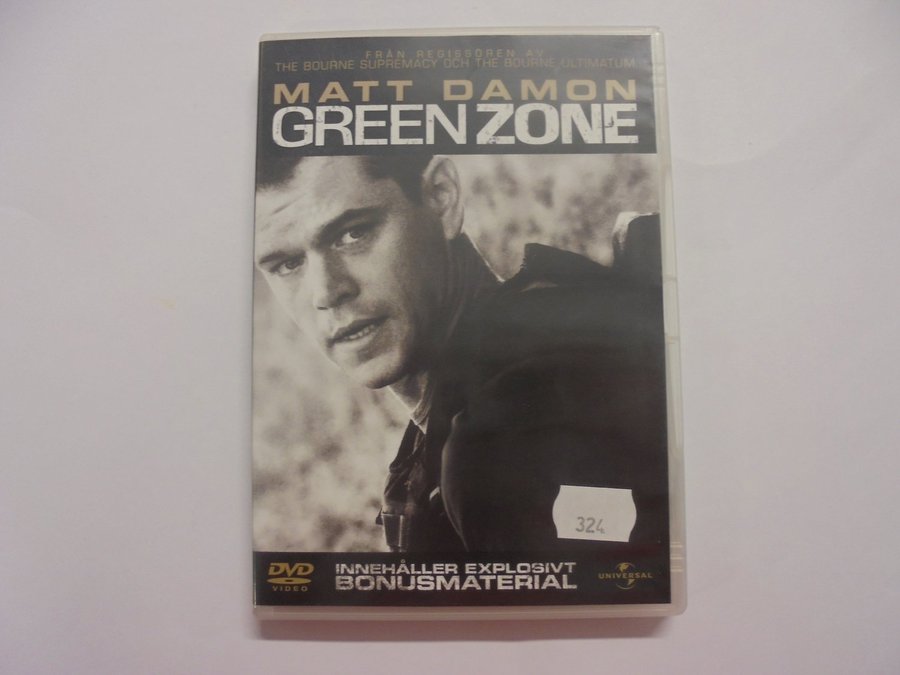 FRÅN REGISSÖREN AV
THE BOURNE SUPREMACY OCH THE BOURNE ULTIMATUM
MATT DAMON
GREEN ZONE
324
DVD
VIDEO
INNEHÅLLER EXPLOSIVT
BONUSMATERIAL
UNIVERSAL